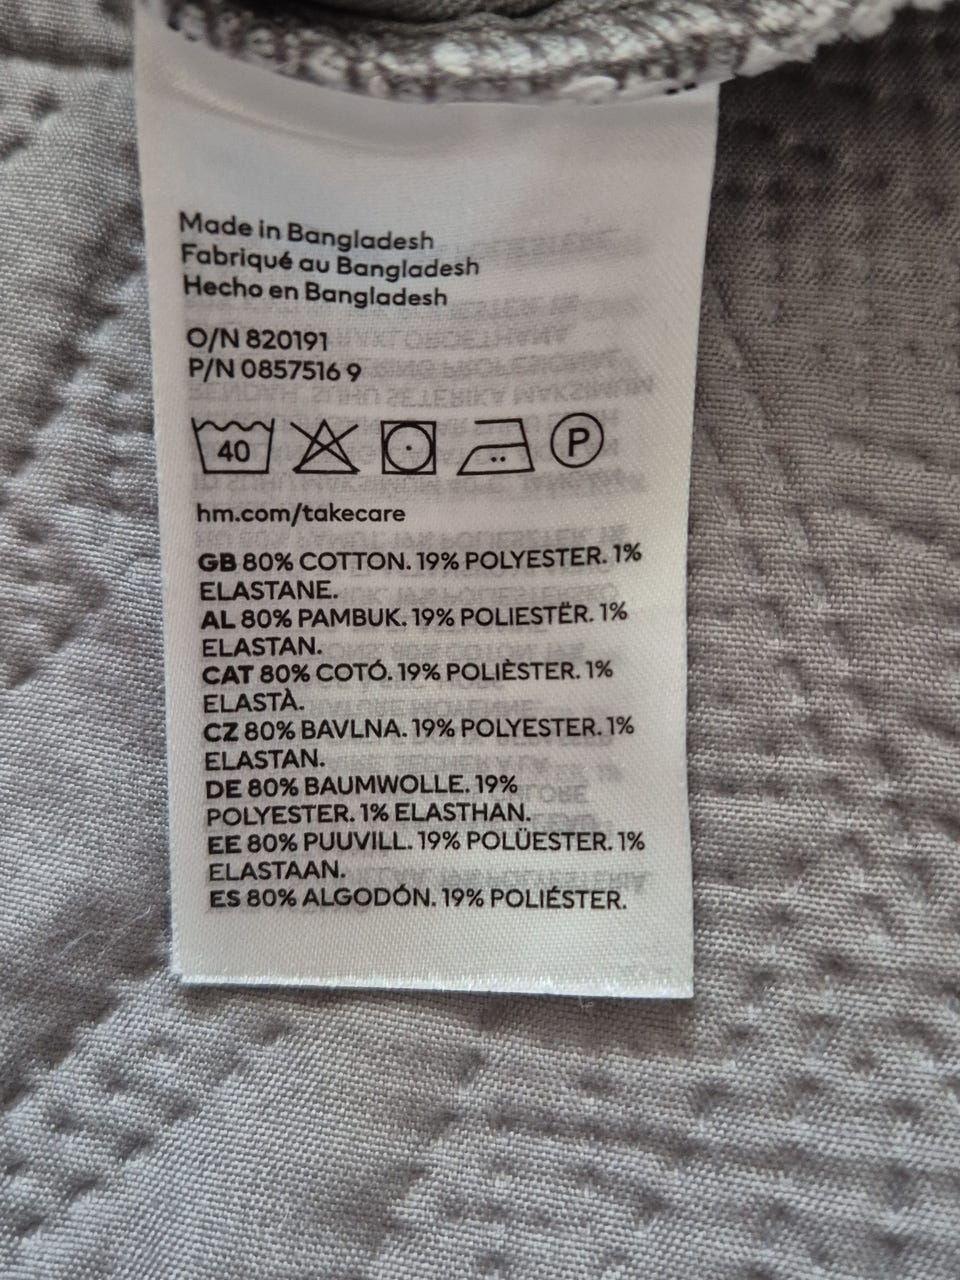 Made in Bangladesh
Fabriqué au Bangladesh
Hecho en Bangladesh
O/N 820191
P/N 0857516 9
40
P
hm.com/takecare
GB 80% COTTON. 19% POLYESTER. 1%
ELASTANE.
AL 80% PAMBUK. 19% POLIESTËR. 1%
ELASTAN.
CAT 80% COTÓ. 19% POLIÈSTER. 1%
ELASTÀ.
CZ 80% BAVLNA. 19% POLYESTER. 1%
ELASTAN.
DE 80% BAUMWOLLE. 19%
POLYESTER. 1% ELASTHAN.
EE 80% PUUVILL. 19% POLÜESTER. 1%
ELASTAAN.
ES 80% ALGODÓN. 19% POLIÉSTER.